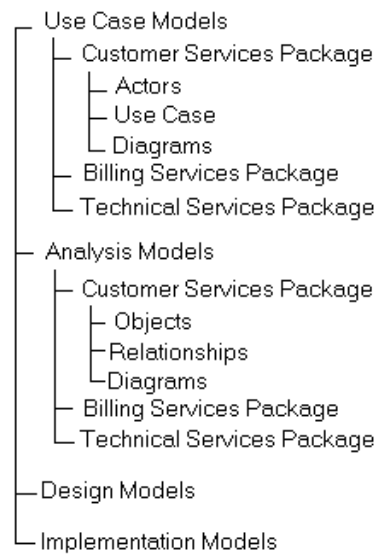 Use Case Models
Customer Services Package
Actors
Use Case
Diagrams
Billing Services Package
Technical Services Package
Analysis Models
Customer Services Package
Objects
Relationships
Diagrams
Billing Services Package
Technical Services Package
Design Models
Implementation Models